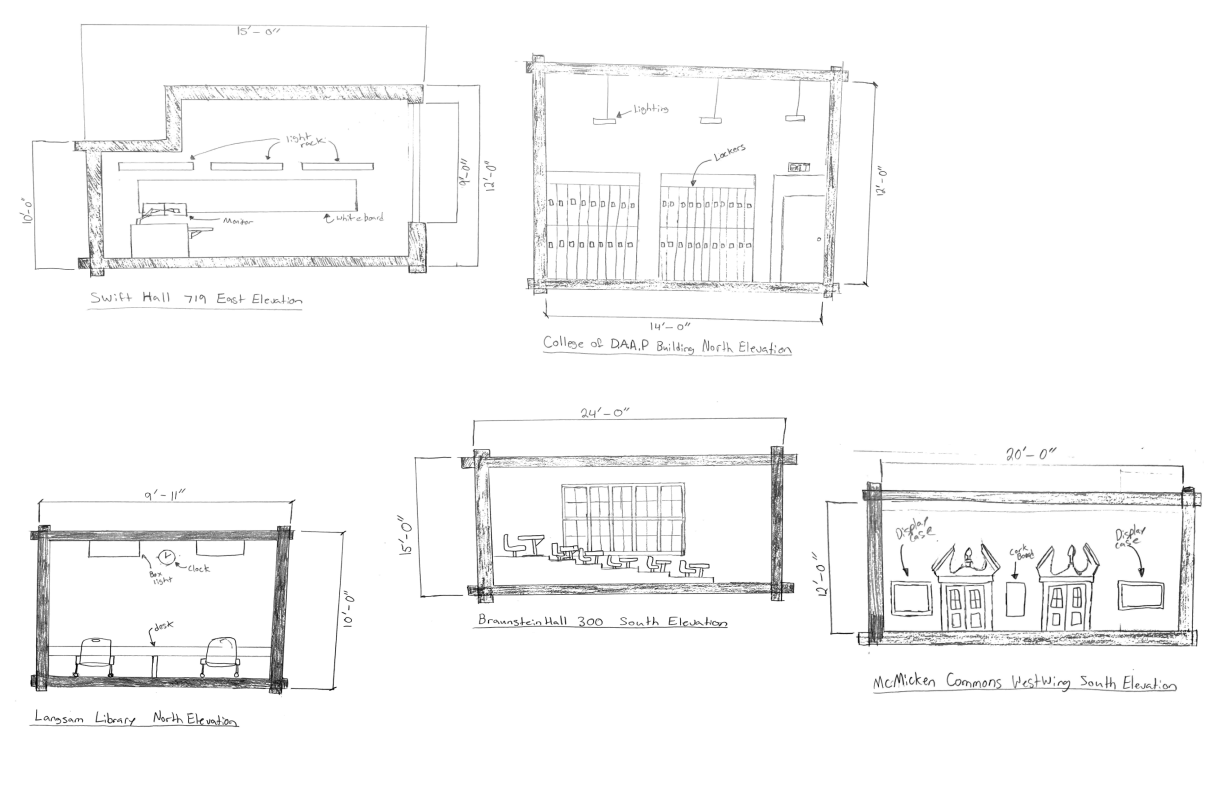 15'-0"
light
rack
Monitor
whiteboard
10'-0"
9'-0"
12'-0"
Swift Hall 719 East Elevation
Lighting
Lockers
12'-0"
14'-0"
College of D.A.A.P Building North Elevation
9'-11"
Box
light
Clock
desk
10'-0"
Langsam Library North Elevation
24'-0"
15'-0"
Braunstein Hall 300 South Elevation
20'-0"
Display
case
Cork
Board
Display
case
12'-0"
McMicken Commons West Wing South Elevation